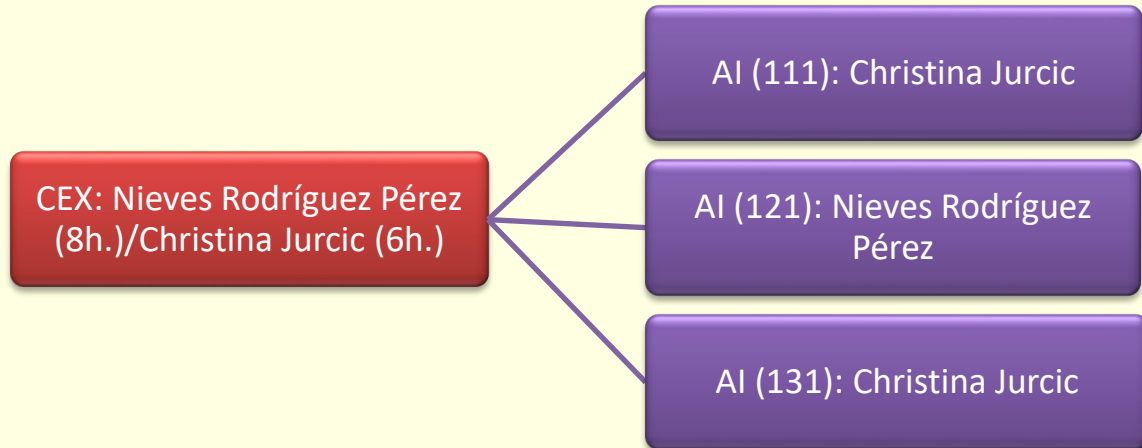 CEX: Nieves Rodríguez Pérez
(8h.)/Christina Jurcic (6h.)
AI (111): Christina Jurcic
AI (121): Nieves Rodríguez
Pérez
AI (131): Christina Jurcic